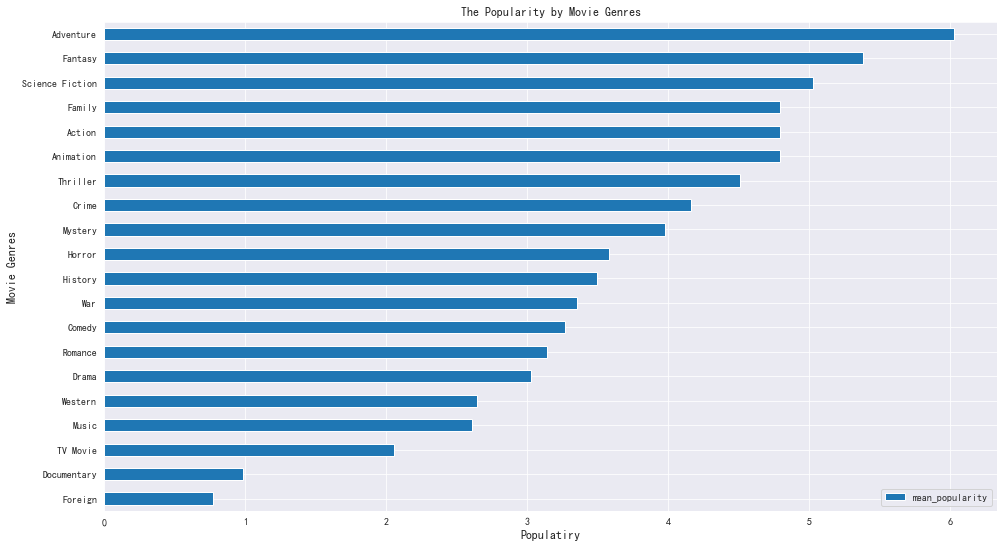 The Popularity by Movie Genres
Movie Genres
Adventure
Fantasy
Science Fiction
Family
Action
Animation
Thriller
Crime
Mystery
Horror
History
War
Comedy
Romance
Drama
Western
Music
TV Movie
Documentary
Foreign
mean_popularity
0 1 2 3 4 5 6
Populatiry